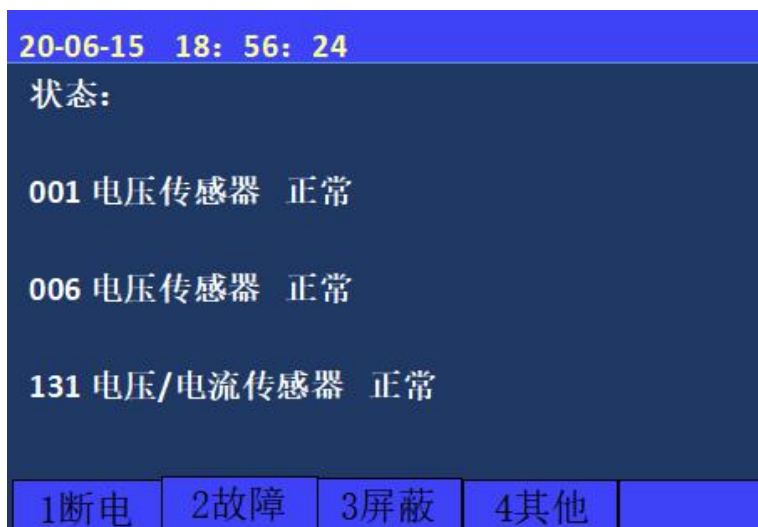 20-06-15 18：56：24
状态：
001 电压传感器 正常
006 电压传感器 正常
131 电压/电流传感器 正常
1断电 2故障 3屏蔽 4其他